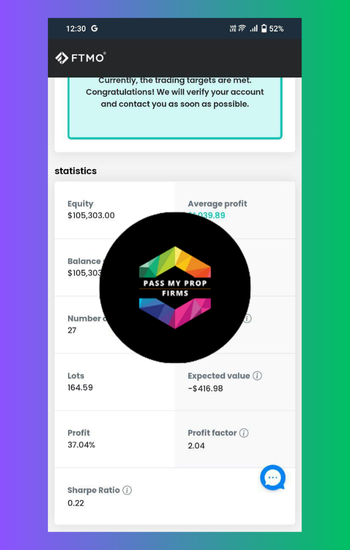 12:30 G
52%
FTMO
Currently, the trading targets are met.
Congratulations! We will verify your account
and contact you as soon as possible.
statistics
Equity
Average profit
$105,303.00
039.89
Balance
$105,303
PASS MY PROP
FIRMS
Number
27
Lots
Expected value
164.59
-$416.98
Profit
Profit factor
37.04%
2.04
Sharpe Ratio
0.22